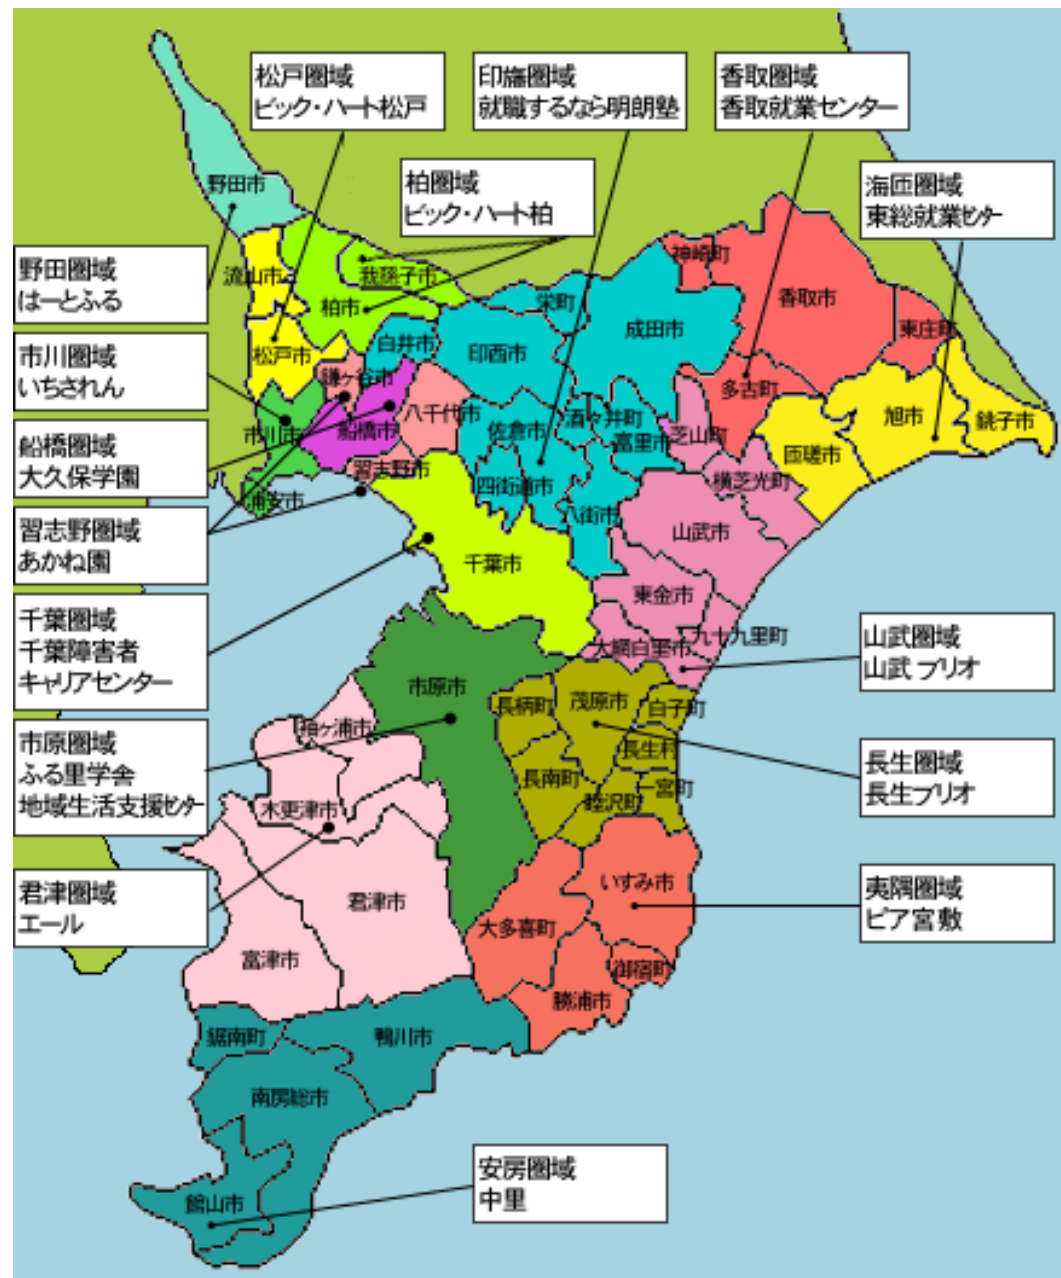 松戸圏域
ビック・ハート松戸
印旛圏域
就職するなら明朗塾
香取圏域
香取就業センター
柏圏域
ビック・ハート柏
海匝圏域
東総就業センター
野田圏域
はーとふる
市川圏域
いちされん
船橋圏域
大久保学園
習志野圏域
あかね園
千葉圏域
千葉障害者
キャリアセンター
市原圏域
ふる里学舎
地域生活支援センター
君津圏域
エール
山武圏域
山武ブリオ
長生圏域
長生ブリオ
夷隅圏域
ピア宮敷
安房圏域
中里
野田市
流山市
我孫子市
柏市
松戸市
白井市
鎌ヶ谷市
船橋市
市川市
浦安市
八千代市
習志野市
千葉市
栄町
印西市
成田市
神崎町
香取市
東庄町
多古町
佐倉市
酒々井町
富里市
四街道市
八街市
芝山町
横芝光町
匝瑳市
旭市
銚子市
山武市
東金市
九十九里町
大網白里市
市原市
長柄町
茂原市
白子町
長生村
長南町
一宮町
睦沢町
袖ヶ浦市
木更津市
君津市
富津市
いすみ市
大多喜町
御宿町
勝浦市
鋸南町
鴨川市
南房総市
館山市